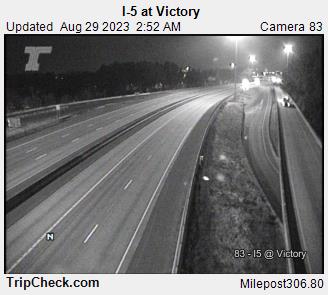 I-5 at Victory
Updated Aug 29 2023 2:52 AM Camera 83
T
N
83 - I5 @ Victory
TripCheck.com Milepost306.80